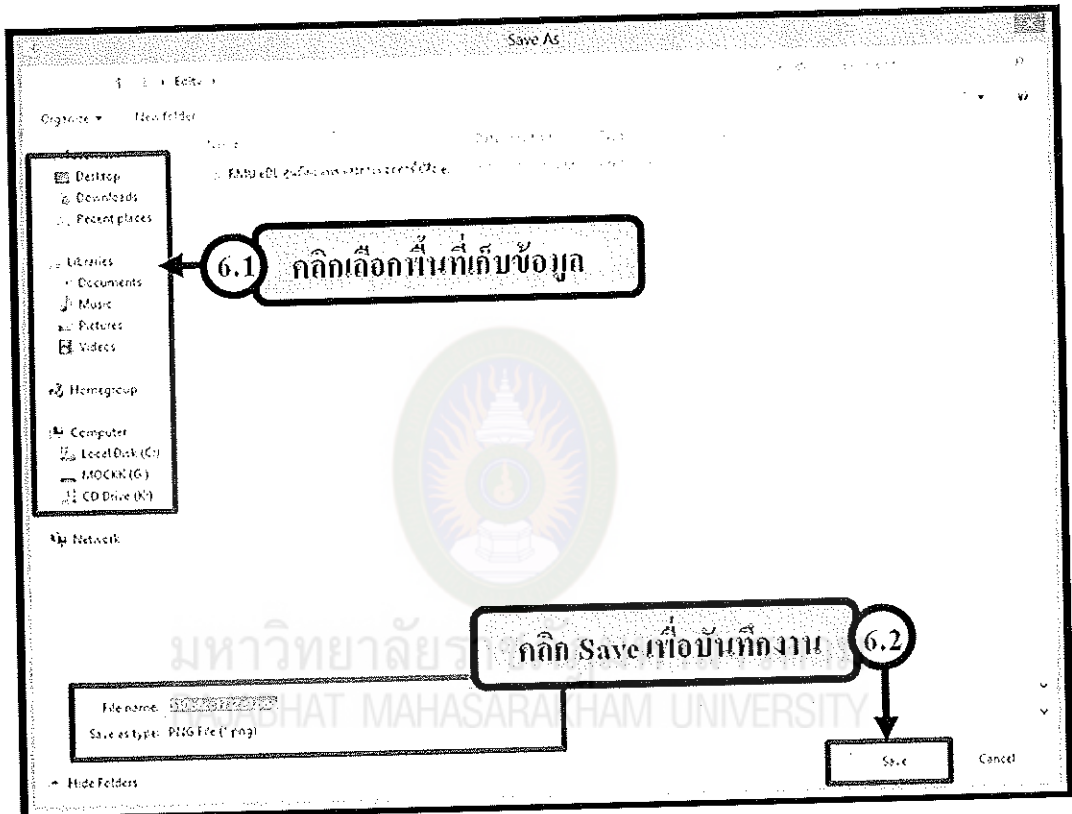 Save As
Organize
New folder
Desktop
Downloads
Recent places
Libraries
Documents
Music
Pictures
Videos
6.1
คลิกเลือกพื้นที่เก็บข้อมูล
Homegroup
Computer
Local Disk (C:)
CD Drive (K:)
Network
6.2
คลิก Save เพื่อบันทึกงาน
มหาวิทยาลัยราชภัฏมหาสารคาม
RAJABHAT MAHASARAKHAM UNIVERSITY
File name:
Save as type: PNG File (*.png)
Save
Cancel
Hide Folders